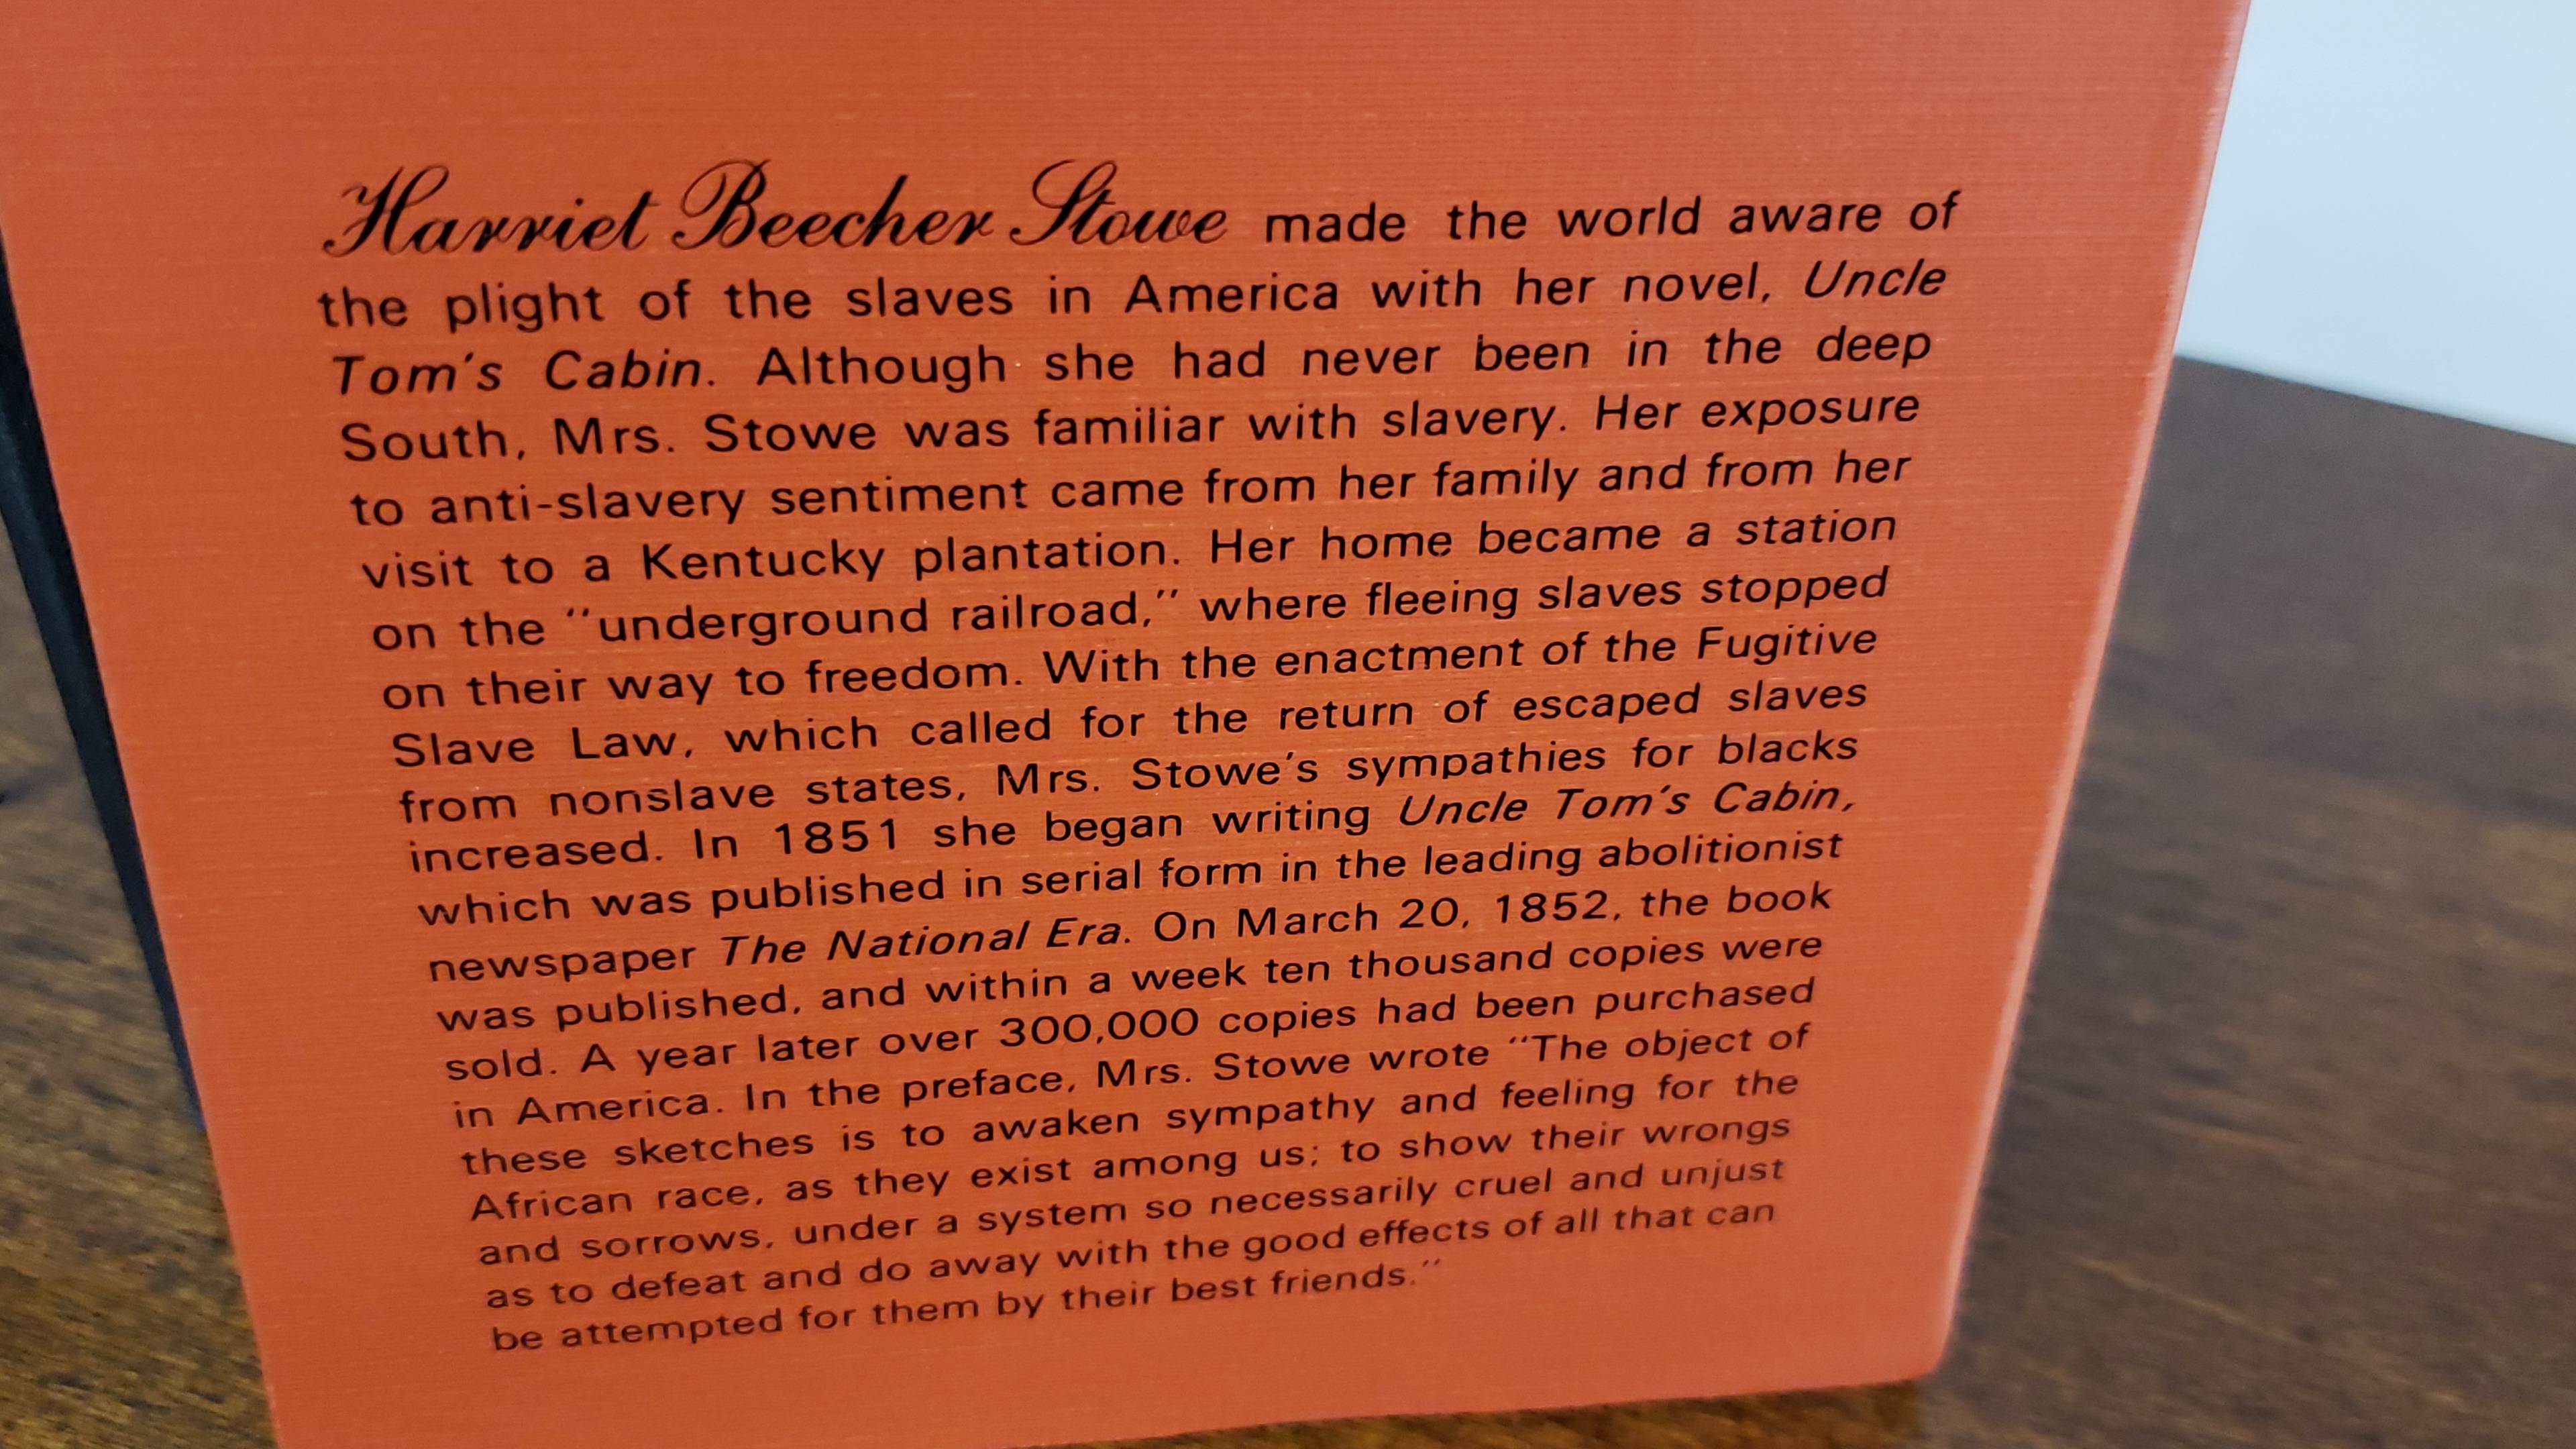 Harriet Beecher Stowe made the world aware of
the plight of the slaves in America with her novel, Uncle
Tom's Cabin. Although she had never been in the deep
South, Mrs. Stowe was familiar with slavery. Her exposure
to anti-slavery sentiment came from her family and from her
visit to a Kentucky plantation. Her home became a station
on the "underground railroad," where fleeing slaves stopped
on their way to freedom. With the enactment of the Fugitive
Slave Law, which called for the return of escaped slaves
from nonslave states, Mrs. Stowe's sympathies for blacks
increased. In 1851 she began writing Uncle Tom's Cabin,
which was published in serial form in the leading abolitionist
newspaper The National Era. On March 20, 1852, the book
was published, and within a week ten thousand copies were
sold. A year later over 300,000 copies had been purchased
in America. In the preface, Mrs. Stowe wrote "The object of
these sketches is to awaken sympathy and feeling for the
African race, as they exist among us; to show their wrongs
and sorrows, under a system so necessarily cruel and unjust
as to defeat and do away with the good effects of all that can
be attempted for them by their best friends."